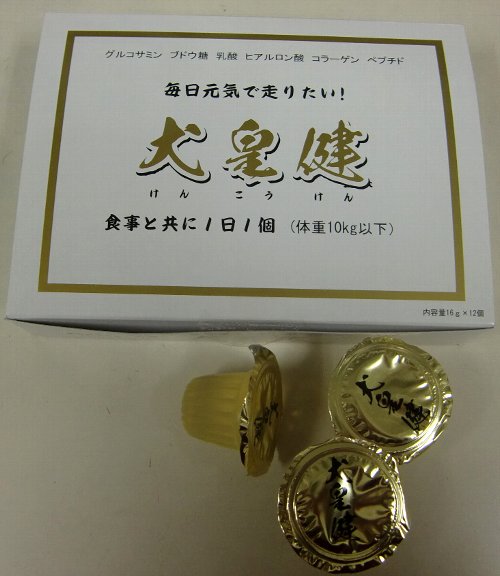 グルコサミン ブドウ糖 乳酸 ヒアルロン酸 コラーゲン ペプチド
毎日元気で走りたい!
犬皇健
けんこうけん
食事と共に1日1個 (体重10kg以下)
内容量16g×12個
犬皇健
犬皇健